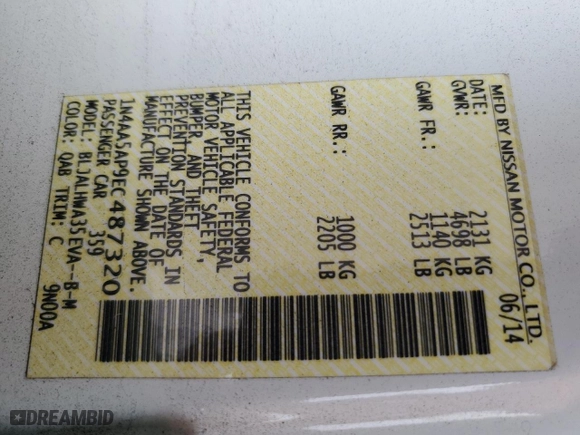 MFD BY NISSAN MOTOR CO., LTD.
DATE: 06/14
GVWR: 2131 KG
4698 LB
GAWR FR.: 1140 KG
2513 LB
GAWR RR.: 1000 KG
2205 LB
THIS VEHICLE CONFORMS TO
ALL APPLICABLE FEDERAL
MOTOR VEHICLE SAFETY,
BUMPER AND THEFT
PREVENTION STANDARDS IN
EFFECT ON THE DATE OF
MANUFACTURE SHOWN ABOVE.
1N4AA5AP9EC487320
PASSENGER CAR 359
MODEL: BLJALHWA35EVA--B-M
COLOR: QAB TRIM: C 9N00A
DREAMBID